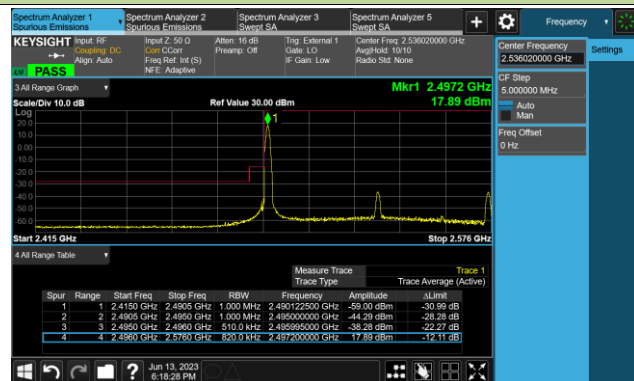 Spectrum Analyzer 1
Spurious Emissions
Spectrum Analyzer 2
Spurious Emissions
Spectrum Analyzer 3
Swept SA
Spectrum Analyzer 5
Swept SA
Frequency
KEYSIGHT
Input: RF
Coupling: DC
Align: Auto
Input Z: 50 Ω
Corr CCorr
Freq Ref: Int (S)
NFE: Adaptive
Atten: 16 dB
Preamp: Off
Trig: External 1
Gate: LO
IF Gain: Low
Center Freq: 2.536020000 GHz
Avg|Hold: 10/10
Radio Std: None
PASS
Center Frequency
2.536020000 GHz
Settings
CF Step
5.000000 MHz
Auto
Man
Freq Offset
0 Hz
3 All Range Graph
Mkr1 2.4972 GHz
Scale/Div 10.0 dB
Ref Value 30.00 dBm
17.89 dBm
Log
20.0
10.0
0.00
-10.0
-20.0
-30.0
-40.0
-50.0
-60.0
1
Start 2.415 GHz
Stop 2.576 GHz
4 All Range Table
Measure Trace
Trace 1
Trace Type
Trace Average (Active)
Spur Range Start Freq Stop Freq RBW Frequency Amplitude ΔLimit
1 1 2.4150 GHz 2.4905 GHz 1.000 MHz 2.490122500 GHz -59.00 dBm -30.99 dB
2 2 2.4905 GHz 2.4950 GHz 1.000 MHz 2.495000000 GHz -44.29 dBm -28.28 dB
3 3 2.4950 GHz 2.4960 GHz 510.0 kHz 2.495995000 GHz -38.28 dBm -22.27 dB
4 4 2.4960 GHz 2.5760 GHz 820.0 kHz 2.497200000 GHz 17.89 dBm -12.11 dB
Jun 13, 2023
6:18:28 PM